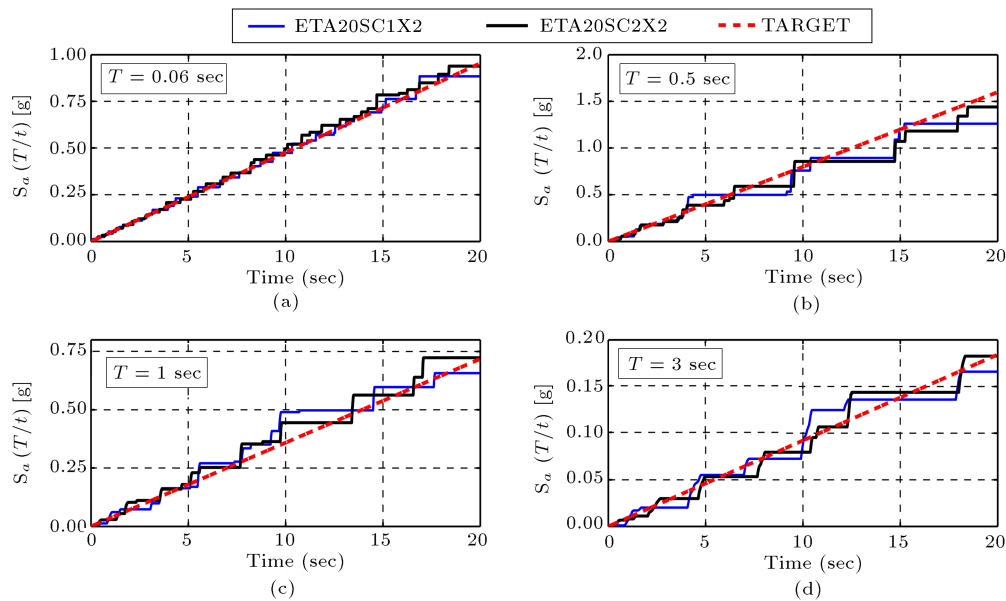 ETA20SC1X2 ETA20SC2X2 TARGET
T = 0.06 sec
S_a (T/t) [g]
1.00
0.75
0.50
0.25
0.00
0 5 10 15 20
Time (sec)
(a)
T = 0.5 sec
S_a (T/t) [g]
2.0
1.5
1.0
0.5
0.0
0 5 10 15 20
Time (sec)
(b)
T = 1 sec
S_a (T/t) [g]
0.75
0.50
0.25
0.00
0 5 10 15 20
Time (sec)
(c)
T = 3 sec
S_a (T/t) [g]
0.20
0.15
0.10
0.05
0.00
0 5 10 15 20
Time (sec)
(d)